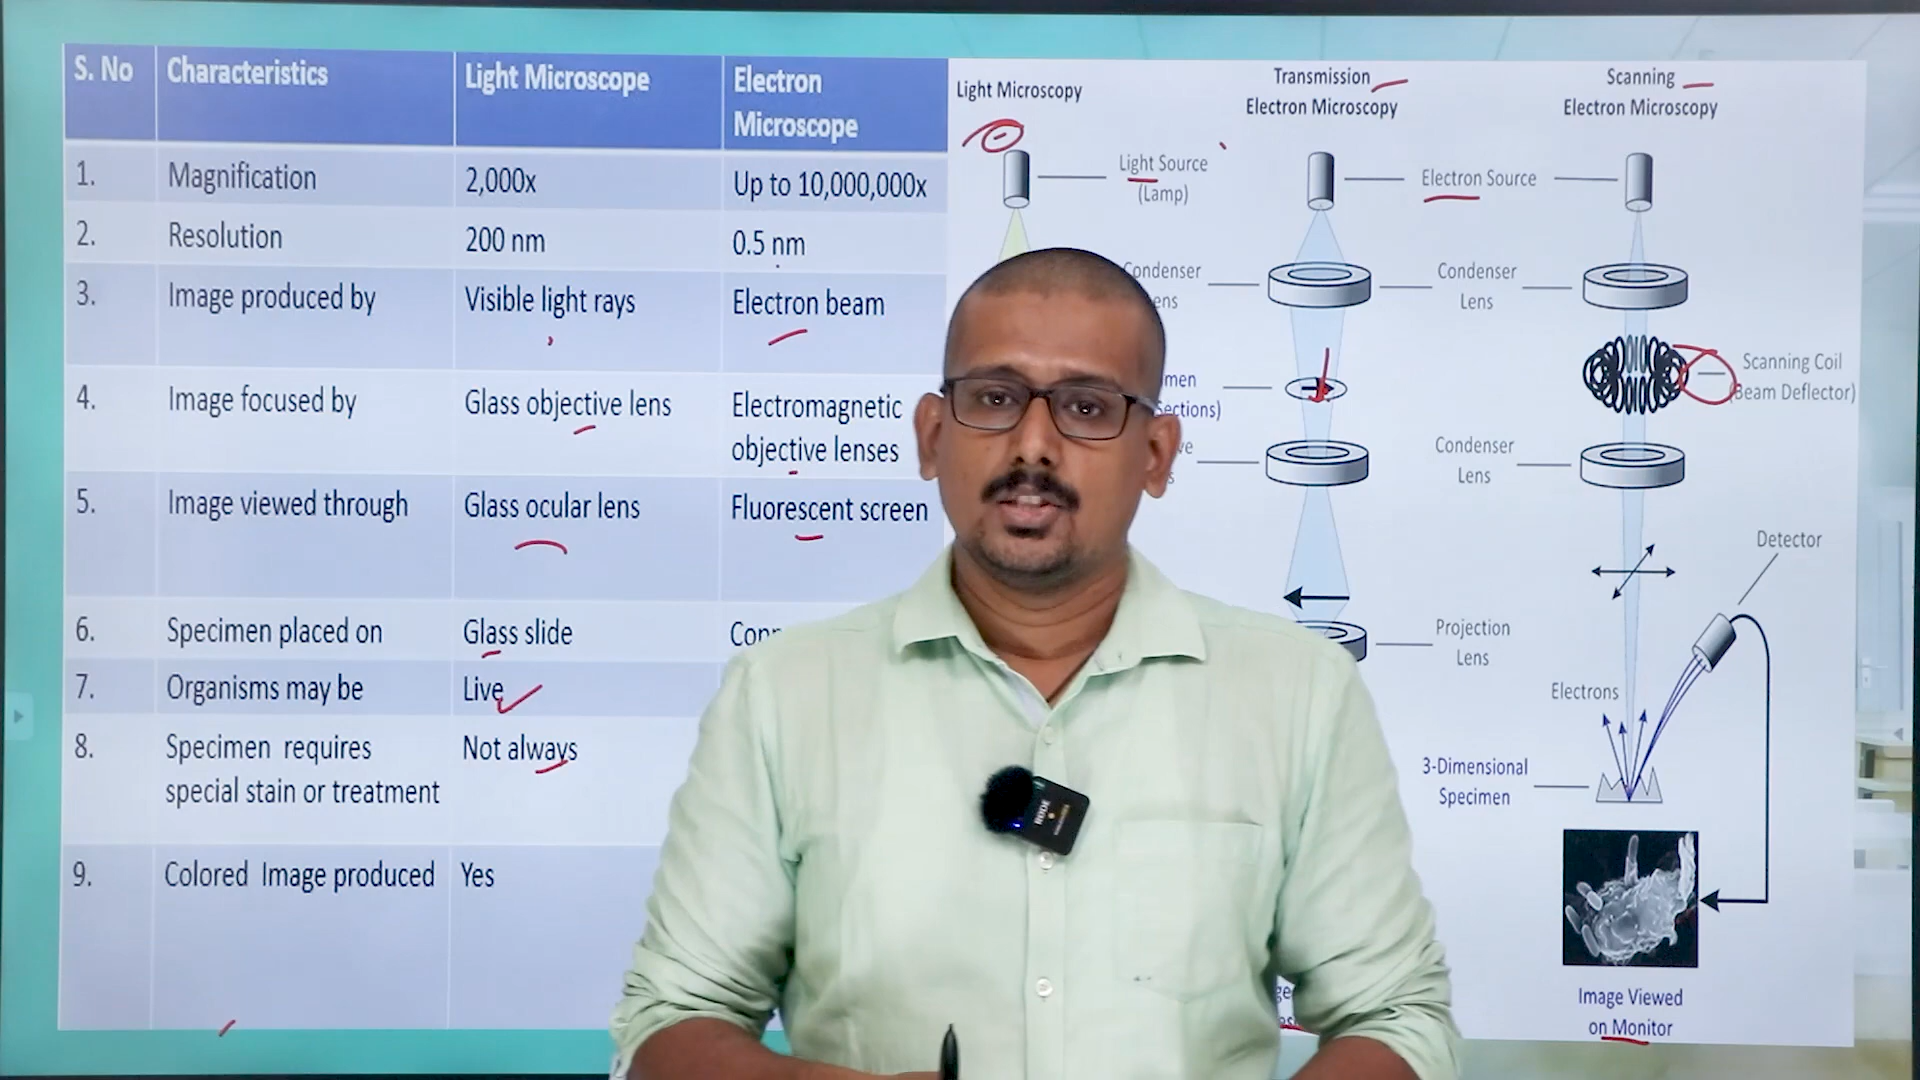 S. No
Characteristics
Light Microscope
Electron
Microscope
1.
Magnification
2,000x
Up to 10,000,000x
2.
Resolution
200 nm
0.5 nm
3.
Image produced by
Visible light rays
Electron beam
4.
Image focused by
Glass objective lens
Electromagnetic
objective lenses
5.
Image viewed through
Glass ocular lens
Fluorescent screen
6.
Specimen placed on
Glass slide
7.
Organisms may be
Live
8.
Specimen requires
special stain or treatment
Not always
9.
Colored Image produced
Yes
Light Microscopy
Transmission
Electron Microscopy
Scanning
Electron Microscopy
Light Source
(Lamp)
Electron Source
Condenser
Condenser
Lens
Scanning Coil
(Beam Deflector)
Sections)
Condenser
Lens
Detector
Projection
Lens
Electrons
3-Dimensional
Specimen
Image Viewed
on Monitor
RODE